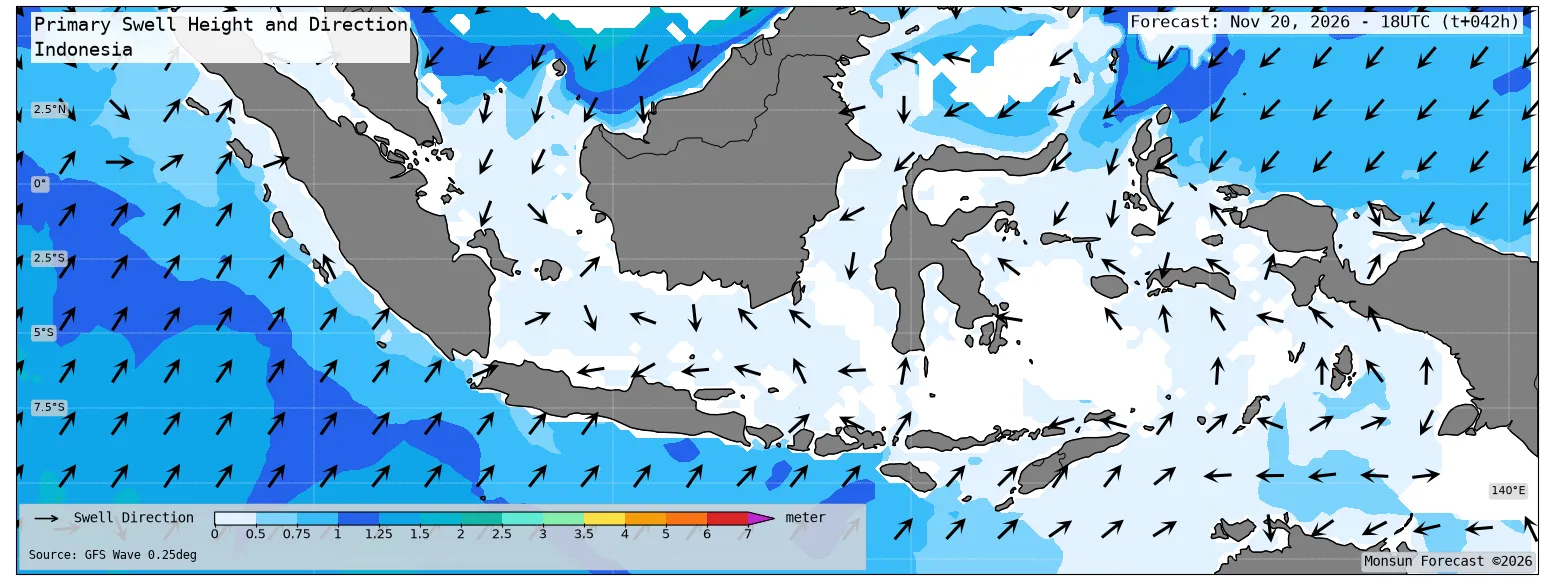 Primary Swell Height and Direction
Indonesia
Forecast: Nov 20, 2026 - 18UTC (t+042h)
2.5°N
0°
2.5°S
5°S
7.5°S
140°E
Swell Direction
0 0.5 0.75 1 1.25 1.5 2 2.5 3 3.5 4 5 6 7
meter
Source: GFS Wave 0.25deg
Monsun Forecast ©2026